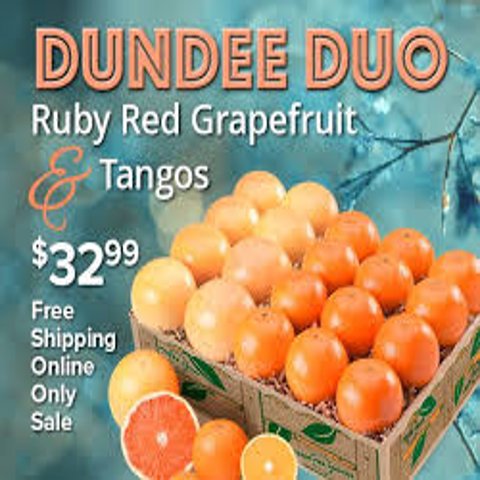 DUNDEE DUO
Ruby Red Grapefruit
& Tangos
$32.99
Free
Shipping
Online
Only
Sale